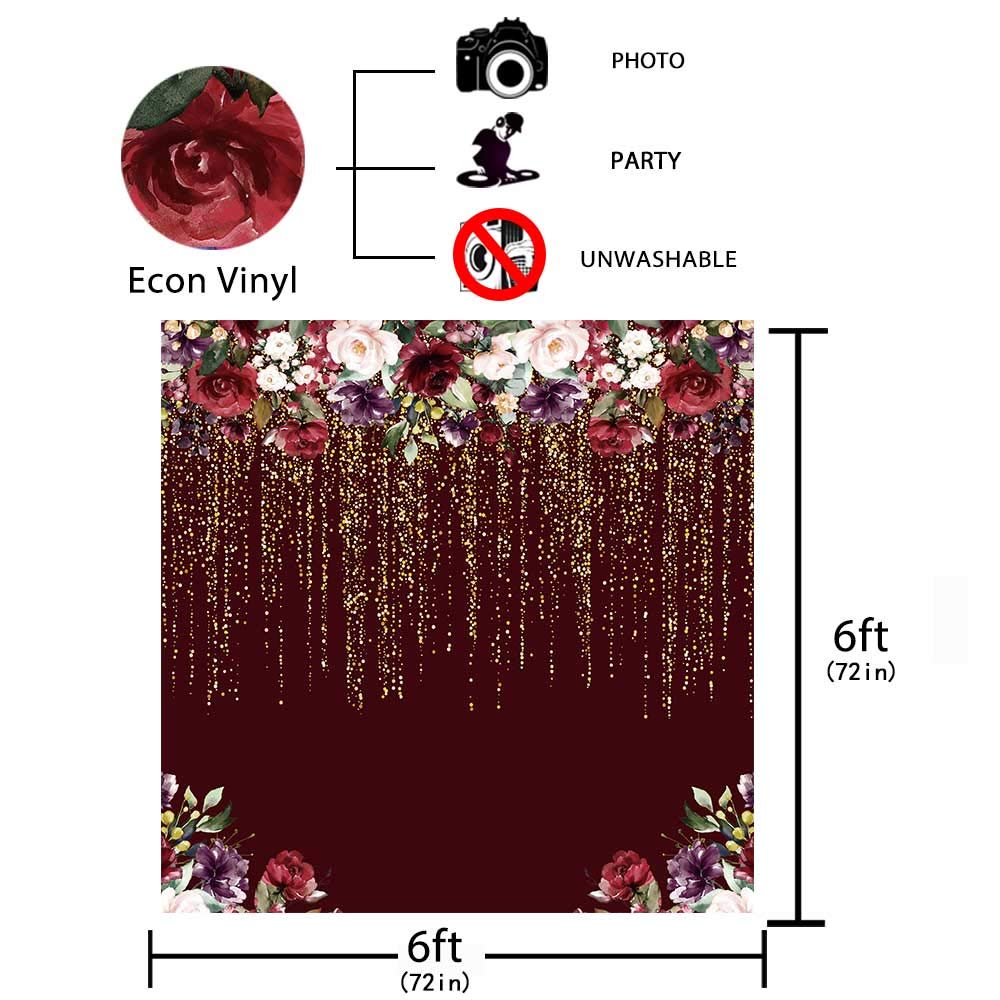 PHOTO
PARTY
UNWASHABLE
Econ Vinyl
6ft
(72in)
6ft
(72in)